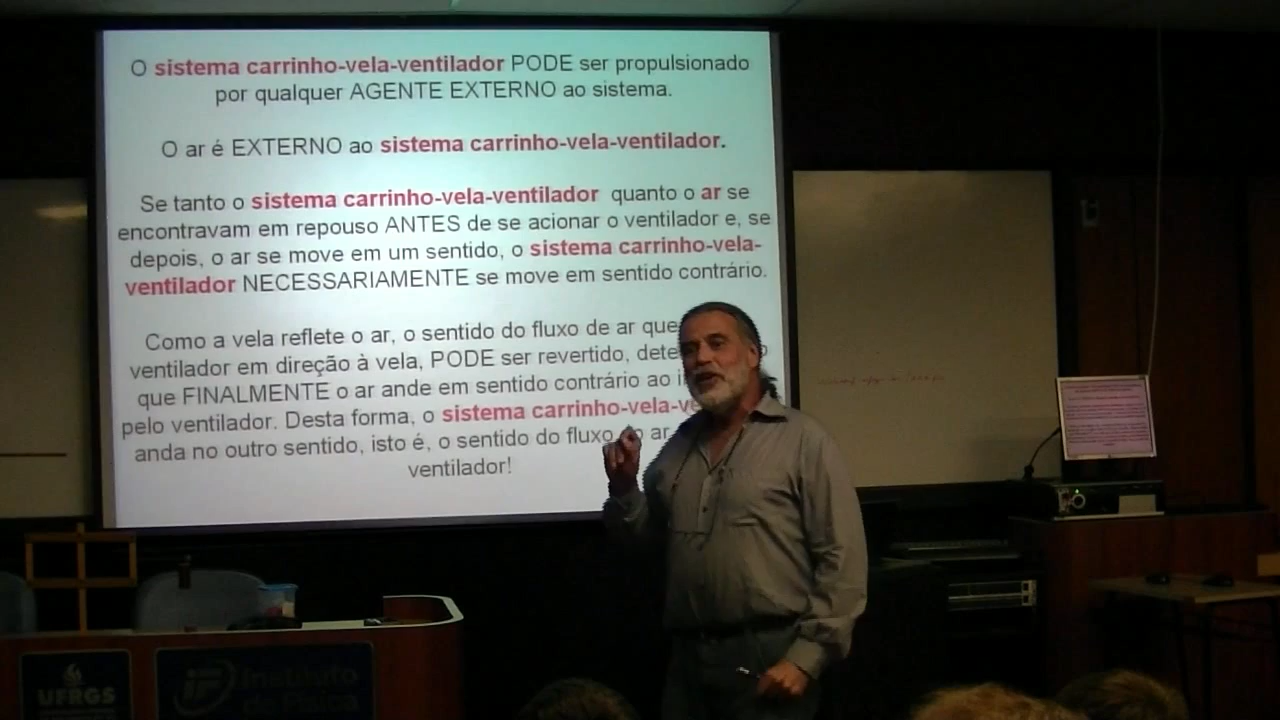 O sistema carrinho-vela-ventilador PODE ser propulsionado
por qualquer AGENTE EXTERNO ao sistema.
O ar é EXTERNO ao sistema carrinho-vela-ventilador.
Se tanto o sistema carrinho-vela-ventilador quanto o ar se
encontravam em repouso ANTES de se acionar o ventilador e, se
depois, o ar se move em um sentido, o sistema carrinho-vela-
ventilador NECESSARIAMENTE se move em sentido contrário.
Como a vela reflete o ar, o sentido do fluxo de ar que
ventilador em direção à vela, PODE ser revertido,
que FINALMENTE o ar ande em sentido contrário ao
pelo ventilador. Desta forma, o sistema carrinho-vela-
anda no outro sentido, isto é, o sentido do fluxo do ar
ventilador!
UFRGS
Instituto
de Física